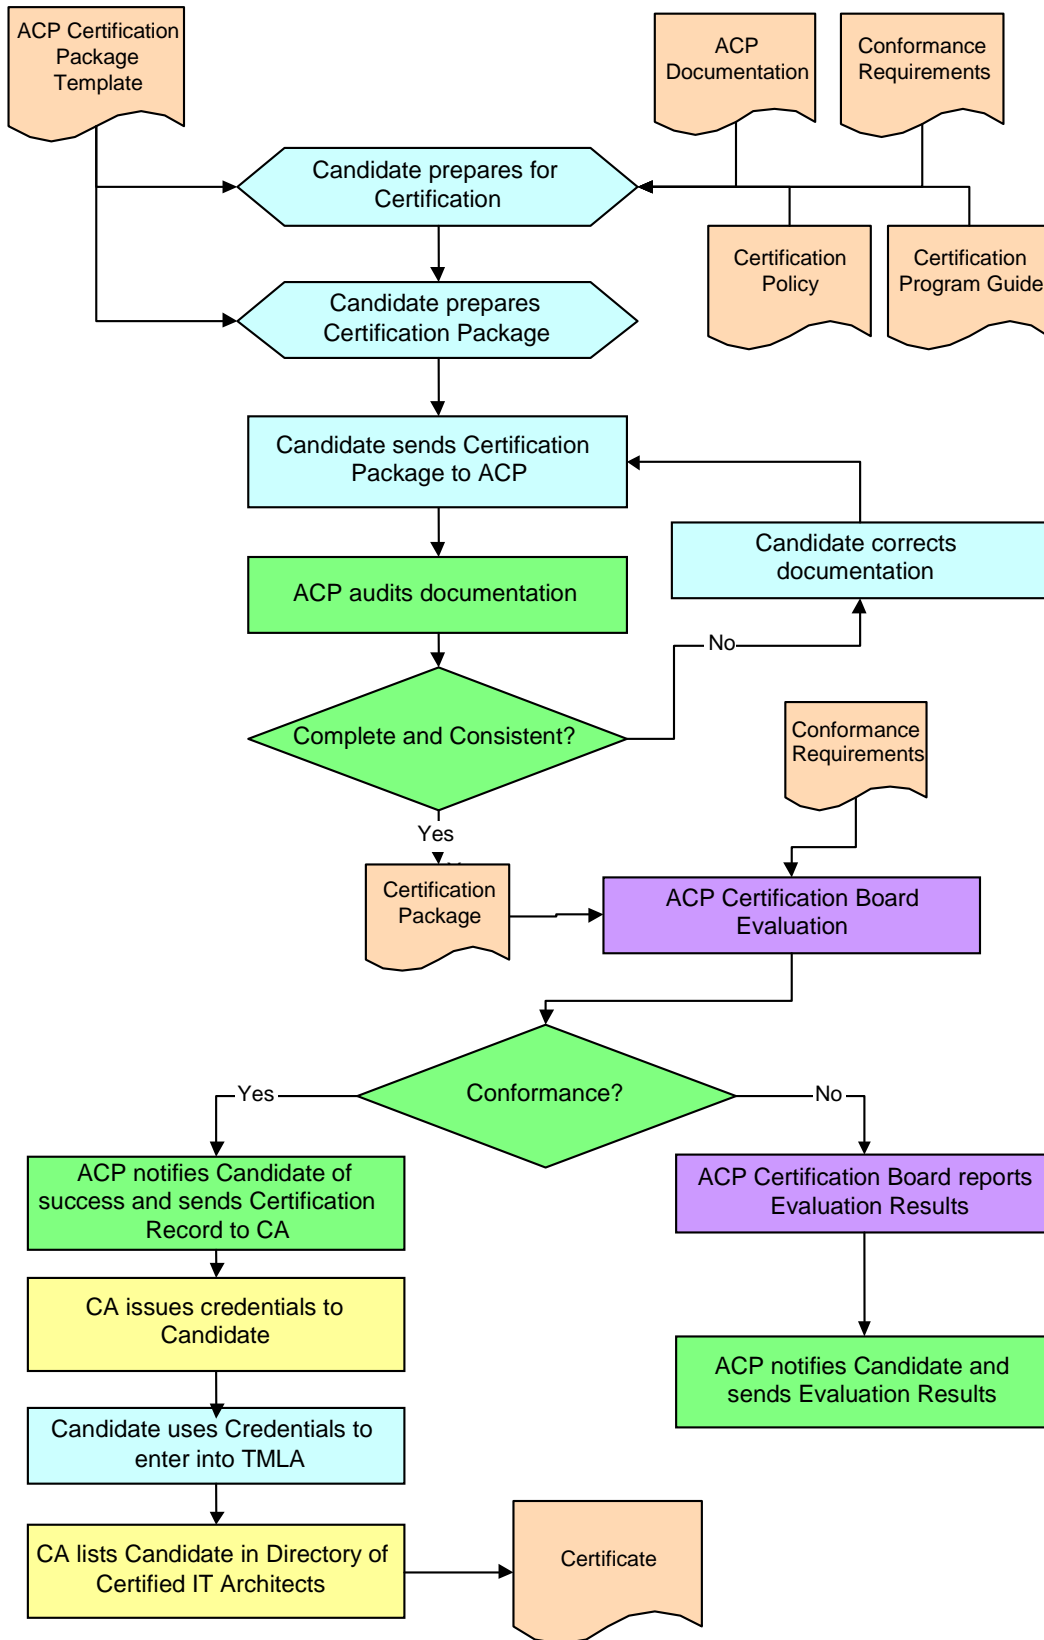 ACP Certification
Package
Template
ACP
Documentation
Conformance
Requirements
Candidate prepares for
Certification
Certification
Policy
Certification
Program Guide
Candidate prepares
Certification Package
Candidate sends Certification
Package to ACP
Candidate corrects
documentation
ACP audits documentation
No
Complete and Consistent?
Conformance
Requirements
Yes
Certification
Package
ACP Certification Board
Evaluation
Conformance?
Yes
No
ACP notifies Candidate of
success and sends Certification
Record to CA
ACP Certification Board reports
Evaluation Results
CA issues credentials to
Candidate
ACP notifies Candidate and
sends Evaluation Results
Candidate uses Credentials to
enter into TMLA
CA lists Candidate in Directory of
Certified IT Architects
Certificate